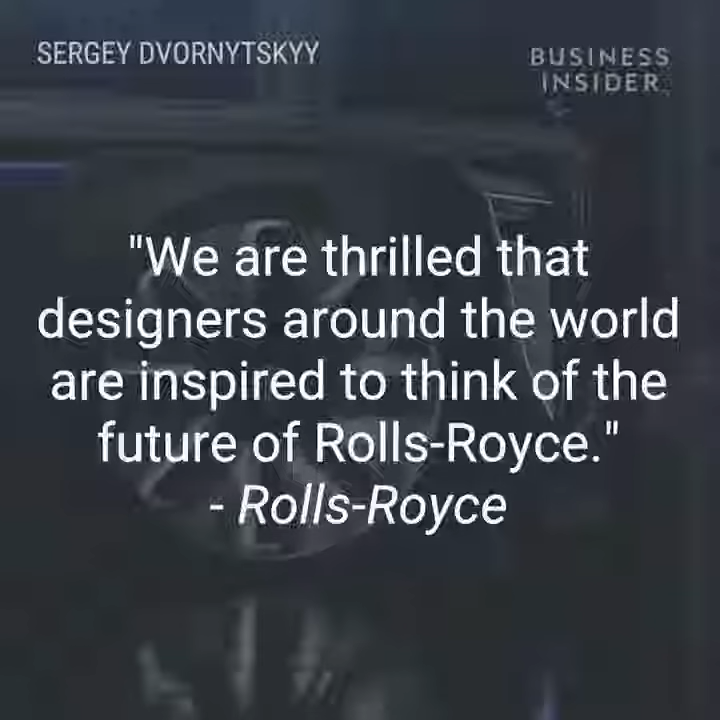 SERGEY DVORNYTSKYY
BUSINESS
INSIDER
"We are thrilled that
designers around the world
are inspired to think of the
future of Rolls-Royce."
- Rolls-Royce